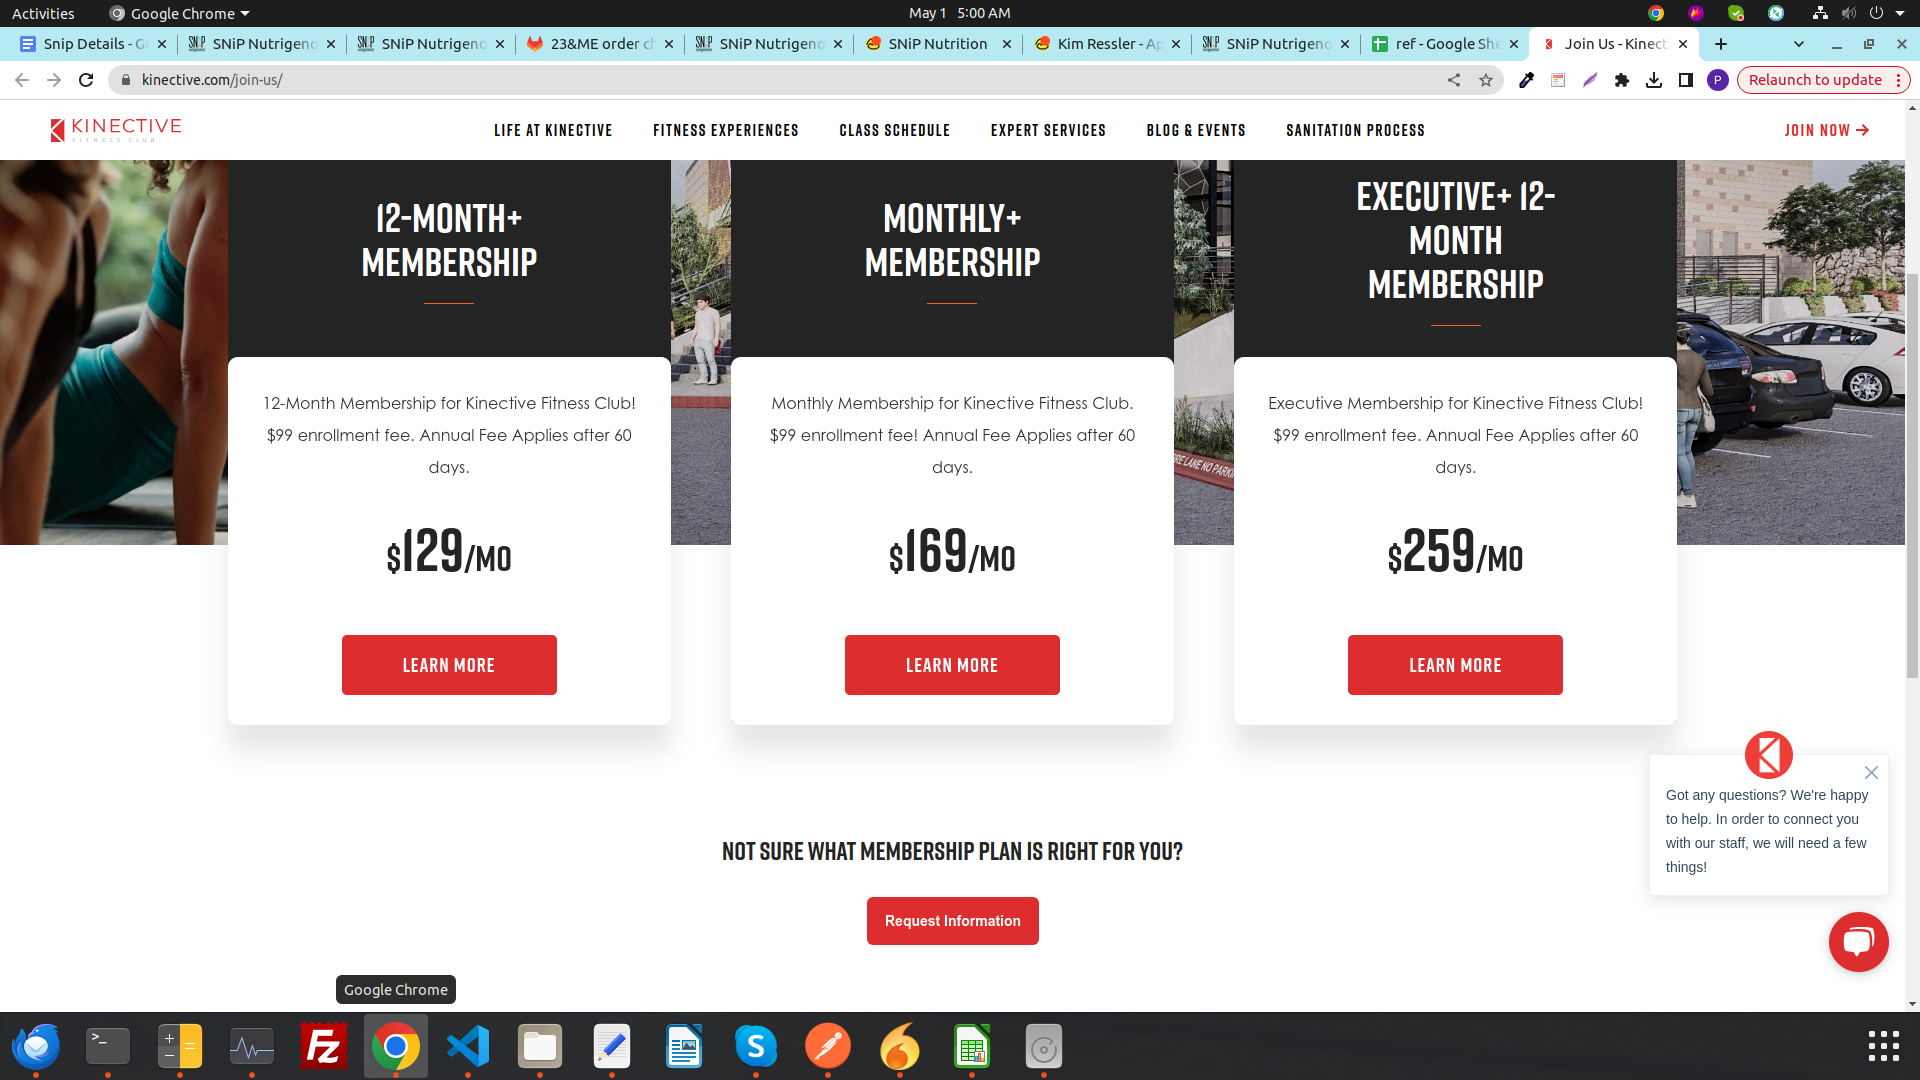 Activities
Google Chrome
May 1 5:00 AM
Snip Details - G
SNiP Nutrigeno
SNiP Nutrigeno
23&ME order c
SNiP Nutrigeno
SNiP Nutrition
Kim Ressler - Ap
SNiP Nutrigeno
ref - Google She
Join Us - Kinect
kinective.com/join-us/
P
Relaunch to update
KINECTIVE
FITNESS CLUB
LIFE AT KINECTIVE
FITNESS EXPERIENCES
CLASS SCHEDULE
EXPERT SERVICES
BLOG & EVENTS
SANITATION PROCESS
JOIN NOW
12-MONTH+
MEMBERSHIP
12-Month Membership for Kinective Fitness Club!
$99 enrollment fee. Annual Fee Applies after 60
days.
$129/MO
LEARN MORE
MONTHLY+
MEMBERSHIP
Monthly Membership for Kinective Fitness Club.
$99 enrollment fee! Annual Fee Applies after 60
days.
$169/MO
LEARN MORE
EXECUTIVE+ 12-
MONTH
MEMBERSHIP
Executive Membership for Kinective Fitness Club!
$99 enrollment fee. Annual Fee Applies after 60
days.
$259/MO
LEARN MORE
LANE NO PARKIN
NOT SURE WHAT MEMBERSHIP PLAN IS RIGHT FOR YOU?
Request Information
Got any questions? We're happy
to help. In order to connect you
with our staff, we will need a few
things!
Google Chrome